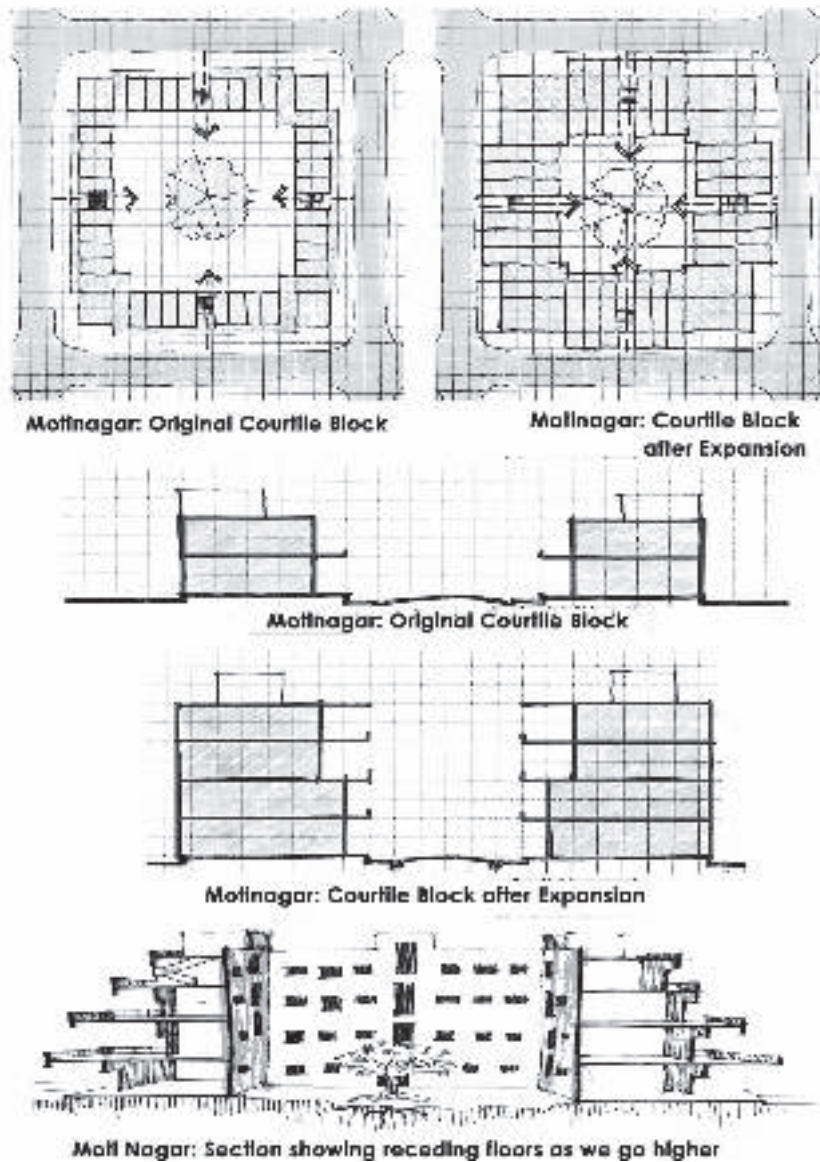 Motinagar: Original Courtile Block
Motinagar: Courtile Block
after Expansion
Motinagar: Original Courtile Block
Motinagar: Courtile Block after Expansion
Moti Nagar: Section showing receding floors as we go higher